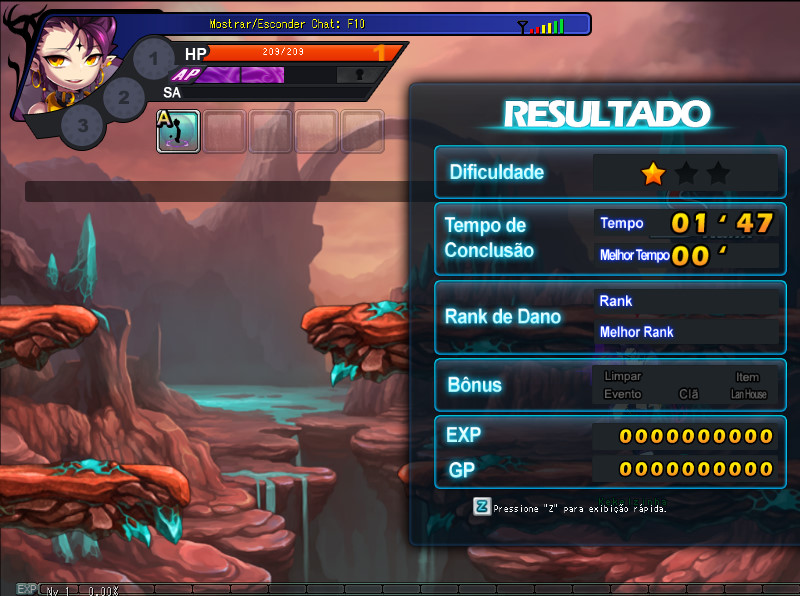 Mostrar/Esconder Chat: F10
HP 209/209 1
AP
SA
1
2
3
A
RESULTADO
Dificuldade
Tempo de Conclusão
Tempo 01 ‘ 47
Melhor Tempo 00 ‘
Rank de Dano
Rank
Melhor Rank
Bônus
Limpar Item
Evento Clã Lan House
EXP 0000000000
GP 0000000000
Z Pressione "Z" para exibição rápida.
EXP Nv 1 0.00%